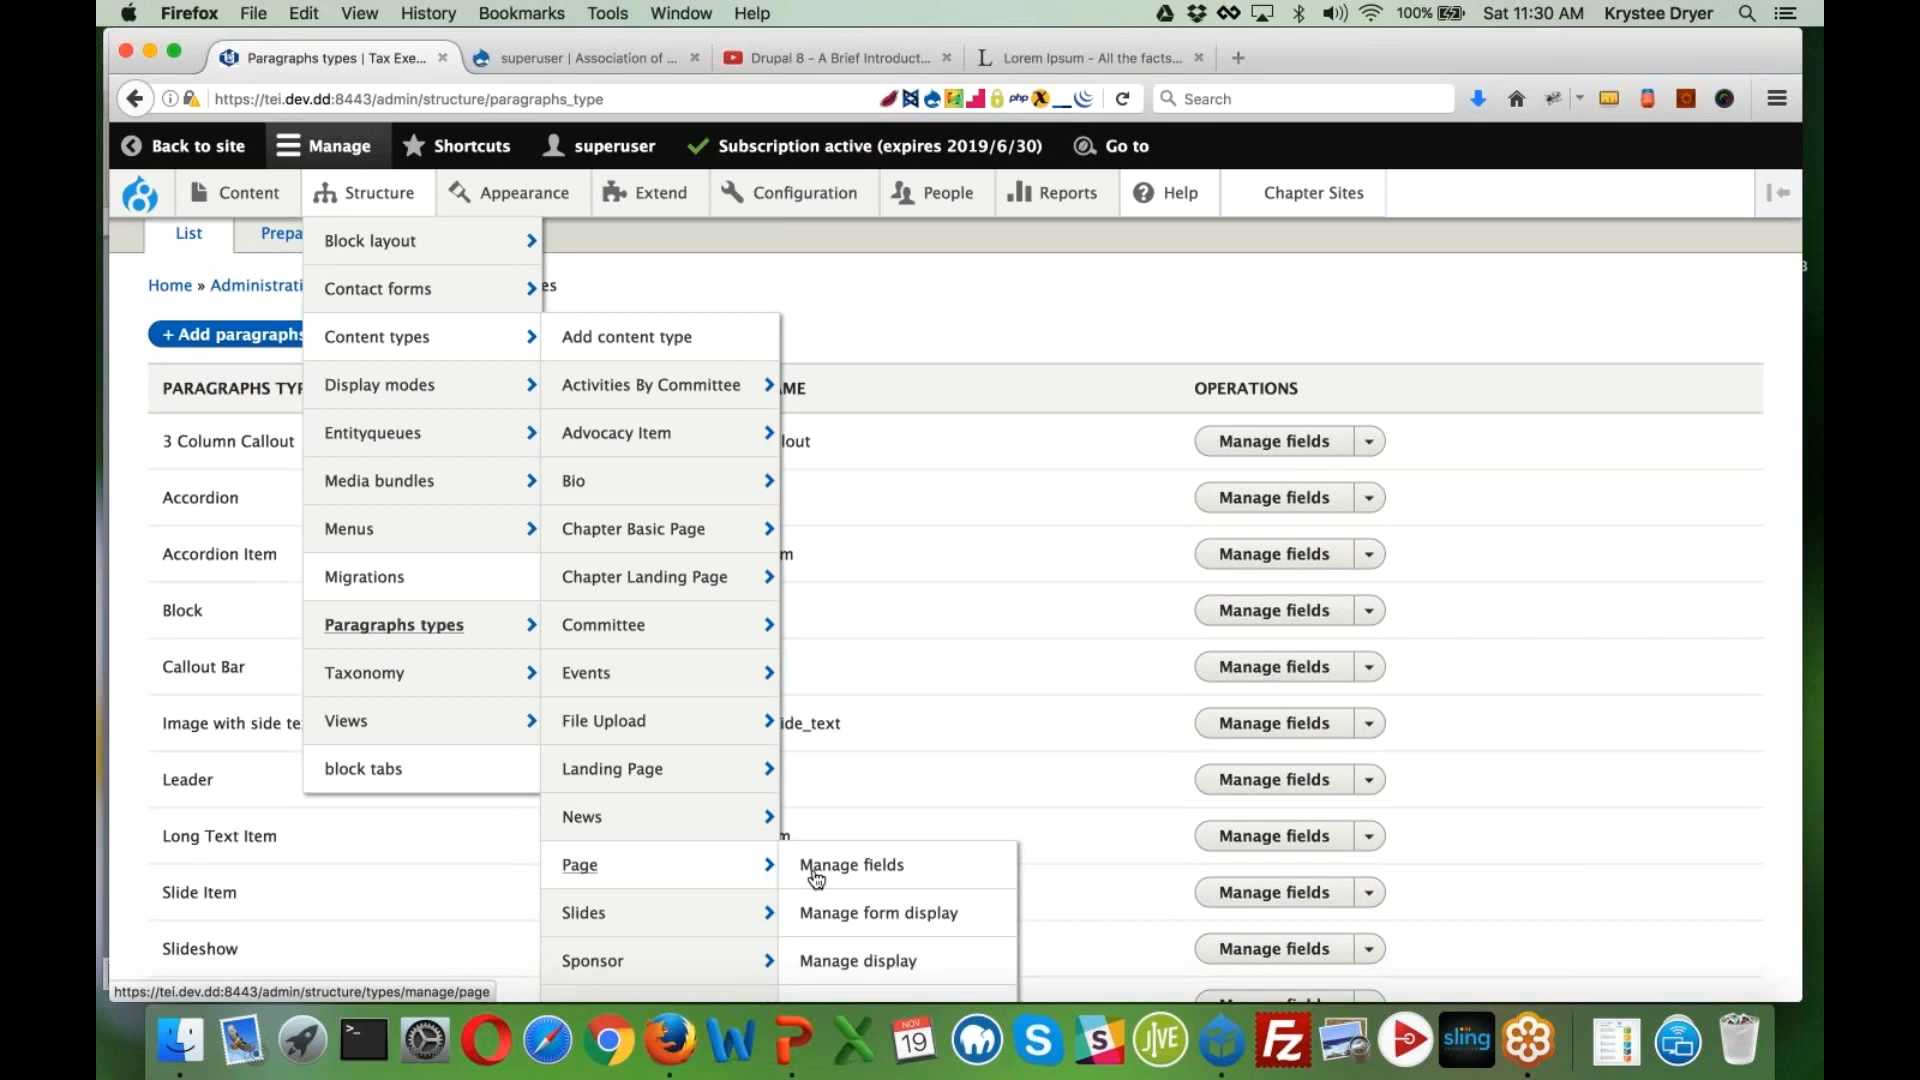 Firefox File Edit View History Bookmarks Tools Window Help 100% Sat 11:30 AM Krystee Dryer
Paragraphs types | Tax Exe... superuser | Association of ... Drupal 8 - A Brief Introduct... L Lorem Ipsum - All the facts...
https://tei.dev.dd:8443/admin/structure/paragraphs_type php Search
Back to site Manage Shortcuts superuser Subscription active (expires 2019/6/30) Go to
Content Structure Appearance Extend Configuration People Reports Help Chapter Sites
List Prepa
Block layout
Home » Administrati
Contact forms
es
+ Add paragraphs
Content types
Add content type
PARAGRAPHS TYP
Display modes
Activities By Committee
AME
OPERATIONS
Entityqueues
Advocacy Item
3 Column Callout
lout
Manage fields
Media bundles
Bio
Accordion
Manage fields
Menus
Chapter Basic Page
Accordion Item
m
Manage fields
Migrations
Chapter Landing Page
Block
Manage fields
Paragraphs types
Committee
Callout Bar
Manage fields
Taxonomy
Events
Image with side te
Views
File Upload
ide_text
Manage fields
block tabs
Landing Page
Leader
Manage fields
News
Long Text Item
m
Manage fields
Page
Manage fields
Slide Item
Manage fields
Slides
Manage form display
Slideshow
Manage fields
Sponsor
Manage display
https://tei.dev.dd:8443/admin/structure/types/manage/page
NOV
19
JIVE
FZ
sling